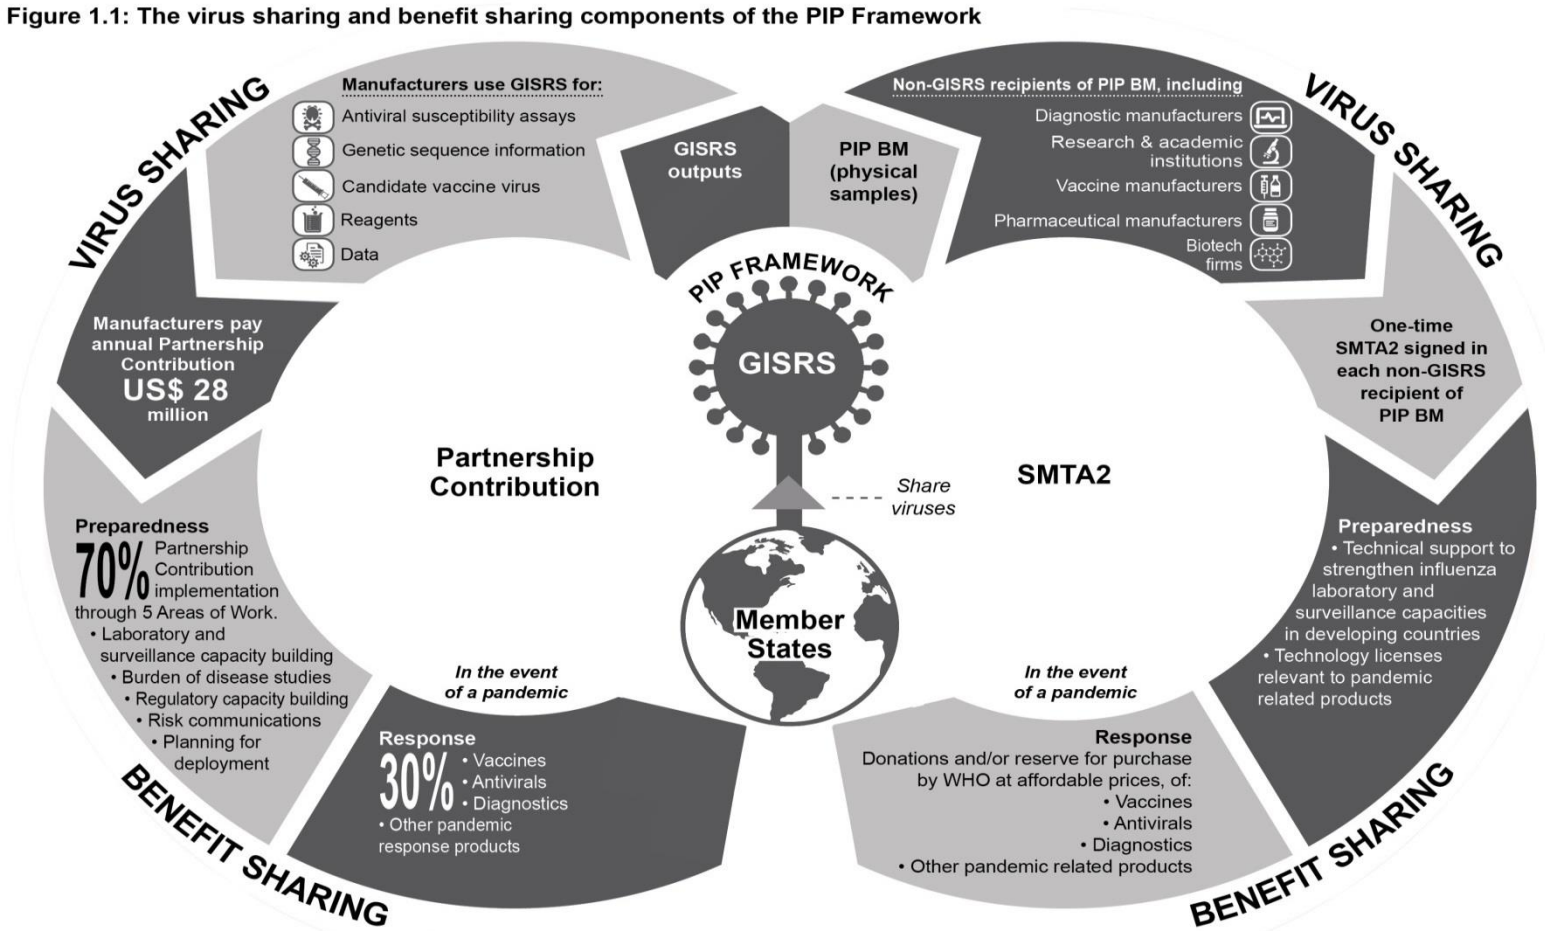 Figure 1.1: The virus sharing and benefit sharing components of the PIP Framework
VIRUS SHARING
Manufacturers use GISRS for:
Antiviral susceptibility assays
Genetic sequence information
Candidate vaccine virus
Reagents
Data
GISRS
outputs
PIP BM
(physical
samples)
Non-GISRS recipients of PIP BM, including
Diagnostic manufacturers
Research & academic
institutions
Vaccine manufacturers
Pharmaceutical manufacturers
Biotech
firms
VIRUS SHARING
PIP FRAMEWORK
GISRS
Manufacturers pay
annual Partnership
Contribution
US$ 28
million
One-time
SMTA2 signed in
each non-GISRS
recipient of
PIP BM
Partnership
Contribution
SMTA2
Share
viruses
Member
States
Preparedness
70% Partnership
Contribution
implementation
through 5 Areas of Work.
• Laboratory and
surveillance capacity building
• Burden of disease studies
• Regulatory capacity building
• Risk communications
• Planning for
deployment
In the event
of a pandemic
Response
30% • Vaccines
• Antivirals
• Diagnostics
• Other pandemic
response products
BENEFIT SHARING
In the event
of a pandemic
Response
Donations and/or reserve for purchase
by WHO at affordable prices, of:
• Vaccines
• Antivirals
• Diagnostics
• Other pandemic related products
Preparedness
• Technical support to
strengthen influenza
laboratory and
surveillance capacities
in developing countries
• Technology licenses
relevant to pandemic
related products
BENEFIT SHARING